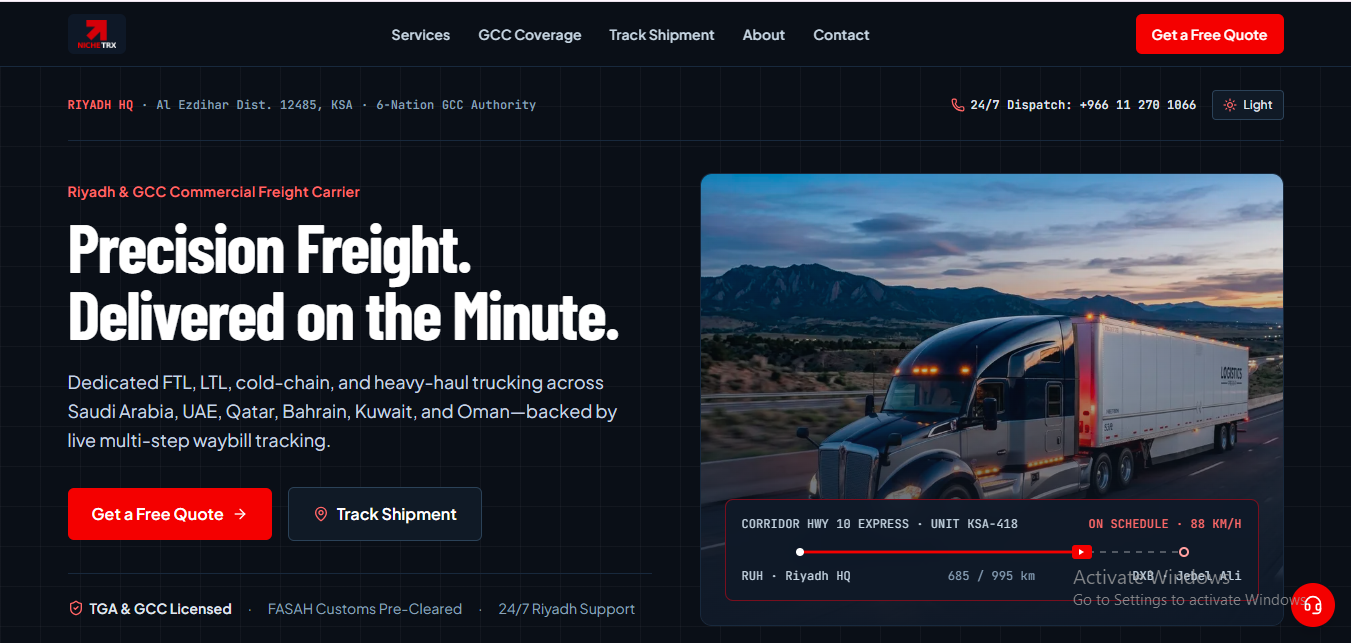 NICHETRX
Services
GCC Coverage
Track Shipment
About
Contact
Get a Free Quote
RIYADH HQ · Al Ezdihar Dist. 12485, KSA · 6-Nation GCC Authority
24/7 Dispatch: +966 11 270 1066
Light
Riyadh & GCC Commercial Freight Carrier
Precision Freight.
Delivered on the Minute.
Dedicated FTL, LTL, cold-chain, and heavy-haul trucking across
Saudi Arabia, UAE, Qatar, Bahrain, Kuwait, and Oman—backed by
live multi-step waybill tracking.
Get a Free Quote →
Track Shipment
TGA & GCC Licensed · FASAH Customs Pre-Cleared · 24/7 Riyadh Support
LOGISTICS
CORRIDOR HWY 10 EXPRESS · UNIT KSA-418
ON SCHEDULE · 88 KM/H
RUH · Riyadh HQ
685 / 995 km
DXB / Jebel Ali
Activate Windows
Go to Settings to activate Windows.